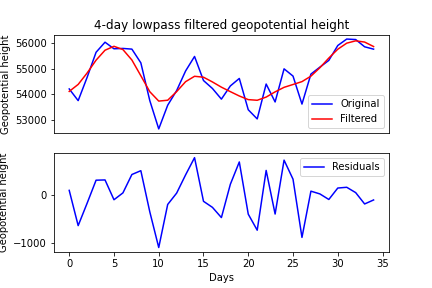 4-day lowpass filtered geopotential height
Geopotential height
56000
55000
54000
53000
Original
Filtered
Geopotential height
0
−1000
Residuals
0
5
10
15
20
25
30
35
Days